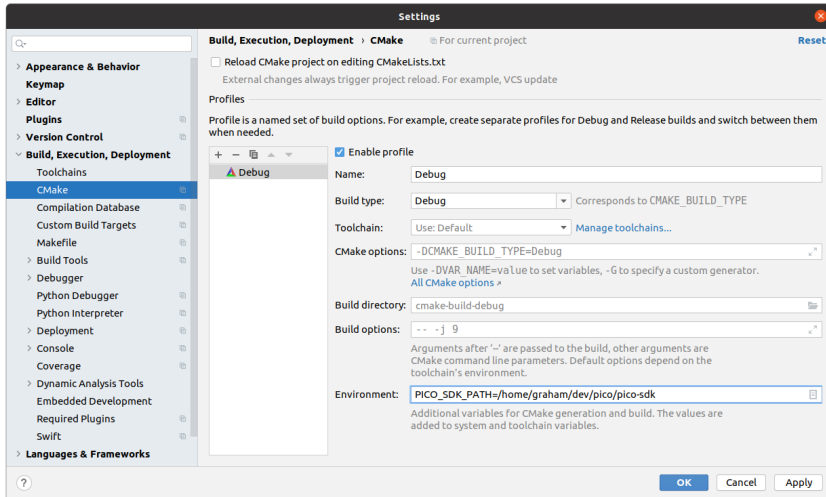 Settings
Build, Execution, Deployment › CMake For current project Reset
Appearance & Behavior
Keymap
Editor
Plugins
Version Control
Build, Execution, Deployment
Toolchains
CMake
Compilation Database
Custom Build Targets
Makefile
Build Tools
Debugger
Python Debugger
Python Interpreter
Deployment
Console
Coverage
Dynamic Analysis Tools
Embedded Development
Required Plugins
Swift
Languages & Frameworks
Reload CMake project on editing CMakeLists.txt
External changes always trigger project reload. For example, VCS update
Profiles
Profile is a named set of build options. For example, create separate profiles for Debug and Release builds and switch between them
when needed.
Debug
Enable profile
Name: Debug
Build type: Debug Corresponds to CMAKE_BUILD_TYPE
Toolchain: Use: Default Manage toolchains...
CMake options: -DCMAKE_BUILD_TYPE=Debug
Use -DVAR_NAME=value to set variables, -G to specify a custom generator.
All CMake options ↗
Build directory: cmake-build-debug
Build options: -- -j 9
Arguments after '--' are passed to the build, other arguments are
CMake command line parameters. Default options depend on the
toolchain's environment.
Environment: PICO_SDK_PATH=/home/graham/dev/pico/pico-sdk
Additional variables for CMake generation and build. The values are
added to system and toolchain variables.
? OK Cancel Apply